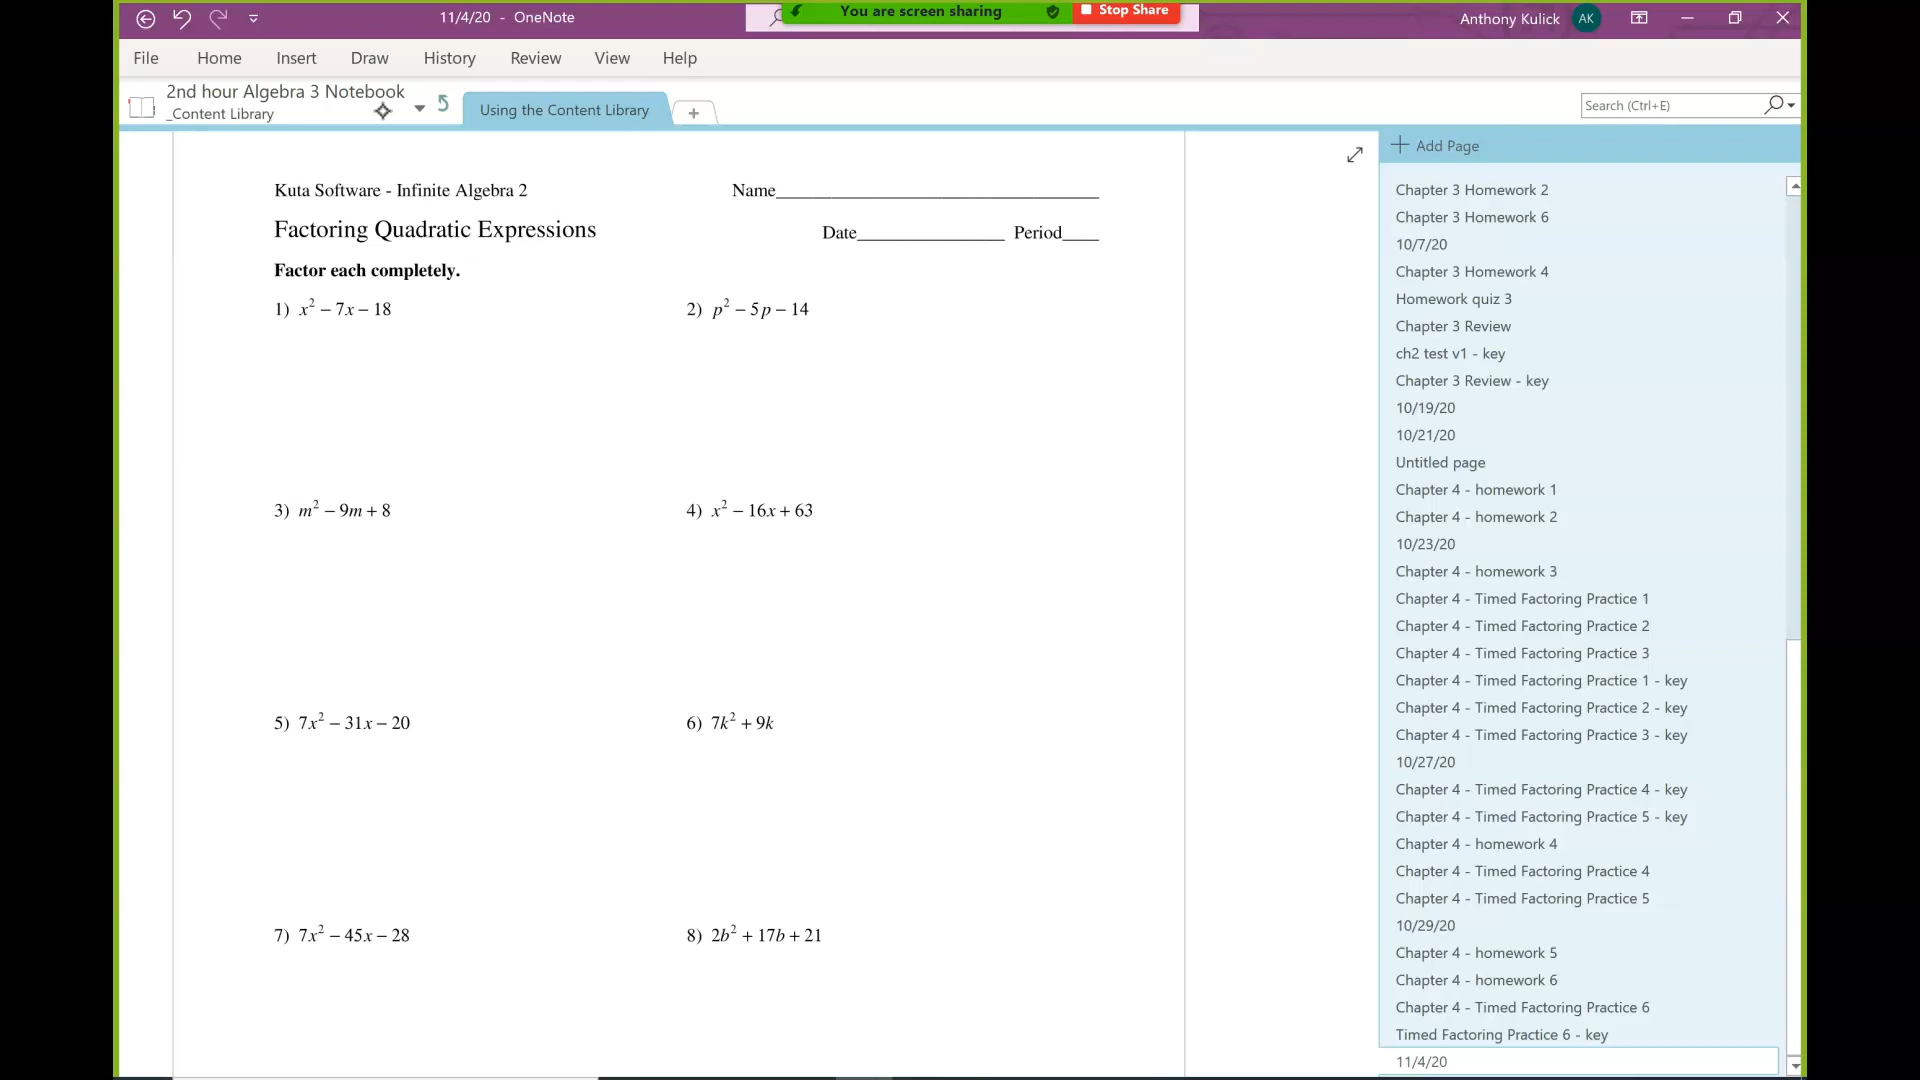 11/4/20 - OneNote
You are screen sharing
Stop Share
Anthony Kulick
AK
File Home Insert Draw History Review View Help
2nd hour Algebra 3 Notebook
_Content Library
Using the Content Library
+
Search (Ctrl+E)
Kuta Software - Infinite Algebra 2
Name___________________________________
Factoring Quadratic Expressions
Date________________ Period____
Factor each completely.
1) x² − 7x − 18
2) p² − 5p − 14
3) m² − 9m + 8
4) x² − 16x + 63
5) 7x² − 31x − 20
6) 7k² + 9k
7) 7x² − 45x − 28
8) 2b² + 17b + 21
Add Page
Chapter 3 Homework 2
Chapter 3 Homework 6
10/7/20
Chapter 3 Homework 4
Homework quiz 3
Chapter 3 Review
ch2 test v1 - key
Chapter 3 Review - key
10/19/20
10/21/20
Untitled page
Chapter 4 - homework 1
Chapter 4 - homework 2
10/23/20
Chapter 4 - homework 3
Chapter 4 - Timed Factoring Practice 1
Chapter 4 - Timed Factoring Practice 2
Chapter 4 - Timed Factoring Practice 3
Chapter 4 - Timed Factoring Practice 1 - key
Chapter 4 - Timed Factoring Practice 2 - key
Chapter 4 - Timed Factoring Practice 3 - key
10/27/20
Chapter 4 - Timed Factoring Practice 4 - key
Chapter 4 - Timed Factoring Practice 5 - key
Chapter 4 - homework 4
Chapter 4 - Timed Factoring Practice 4
Chapter 4 - Timed Factoring Practice 5
10/29/20
Chapter 4 - homework 5
Chapter 4 - homework 6
Chapter 4 - Timed Factoring Practice 6
Timed Factoring Practice 6 - key
11/4/20